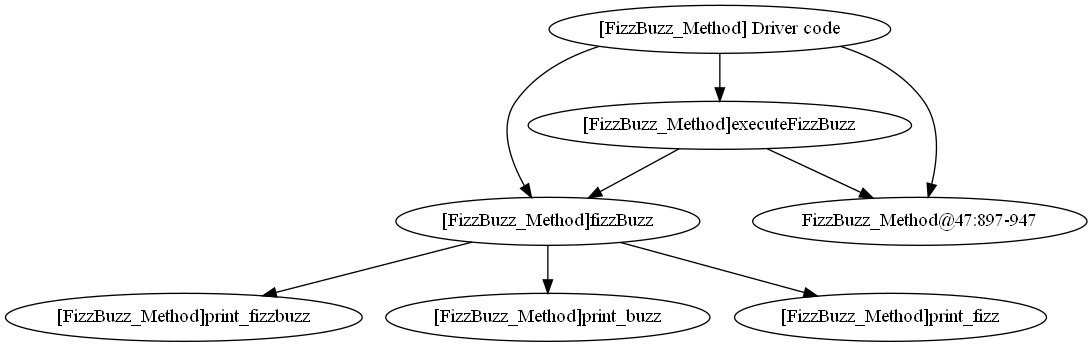 [FizzBuzz_Method] Driver code
[FizzBuzz_Method]executeFizzBuzz
[FizzBuzz_Method]fizzBuzz
FizzBuzz_Method@47:897-947
[FizzBuzz_Method]print_fizzbuzz
[FizzBuzz_Method]print_buzz
[FizzBuzz_Method]print_fizz